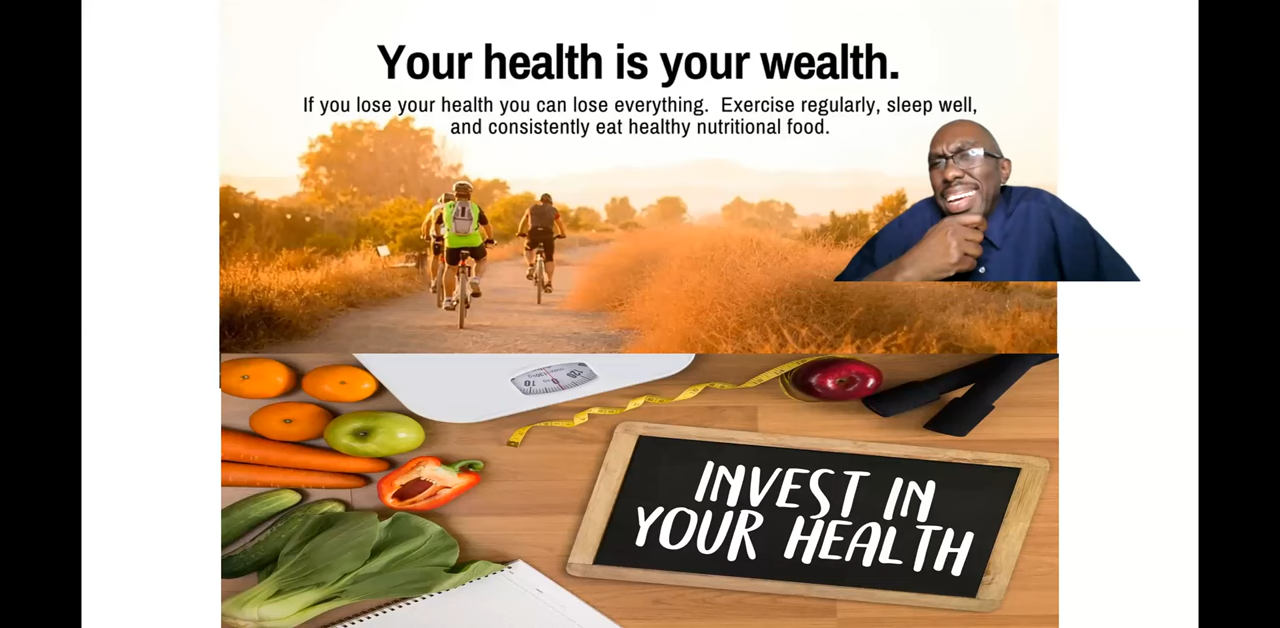 Your health is your wealth.
If you lose your health you can lose everything.  Exercise regularly, sleep well,
and consistently eat healthy nutritional food.
INVEST IN
YOUR HEALTH